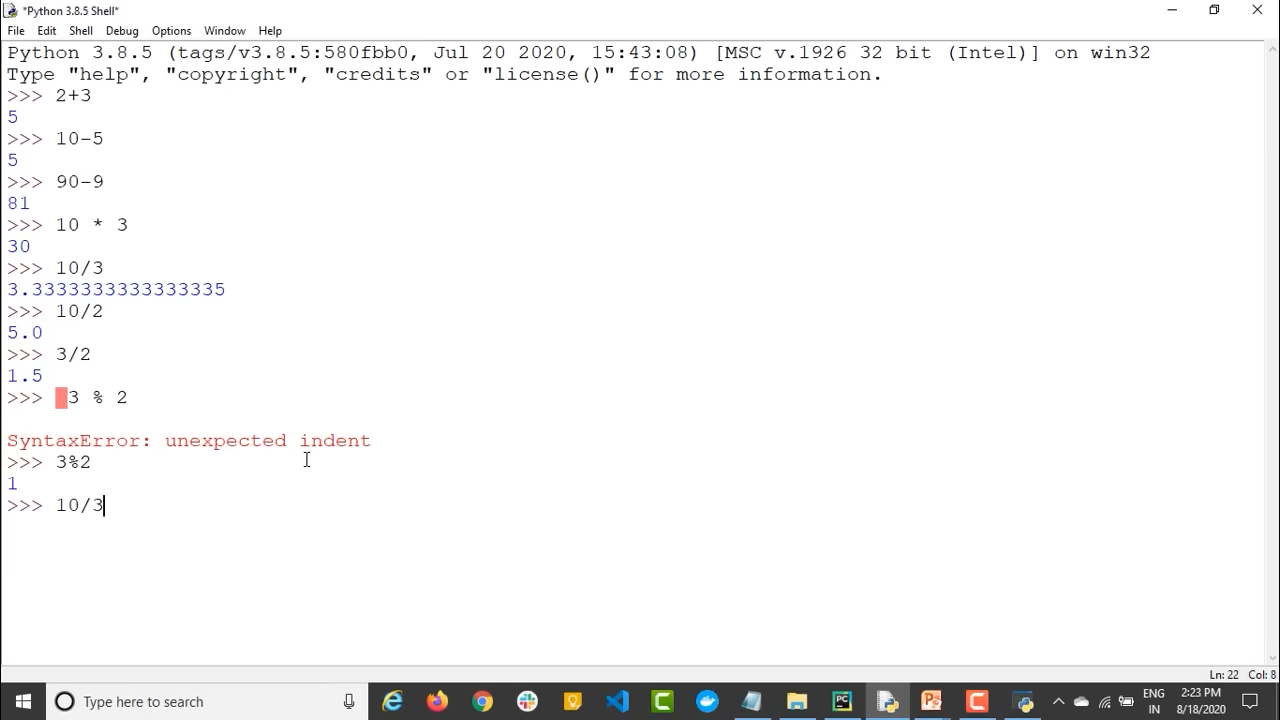 *Python 3.8.5 Shell*
File Edit Shell Debug Options Window Help
Python 3.8.5 (tags/v3.8.5:580fbb0, Jul 20 2020, 15:43:08) [MSC v.1926 32 bit (Intel)] on win32
Type "help", "copyright", "credits" or "license()" for more information.
>>> 2+3
5
>>> 10-5
5
>>> 90-9
81
>>> 10 * 3
30
>>> 10/3
3.3333333333333335
>>> 10/2
5.0
>>> 3/2
1.5
>>>  3 % 2
SyntaxError: unexpected indent
>>> 3%2
1
>>> 10/3
Ln: 22 Col: 8
Type here to search
PC
ENG
IN
2:23 PM
8/18/2020